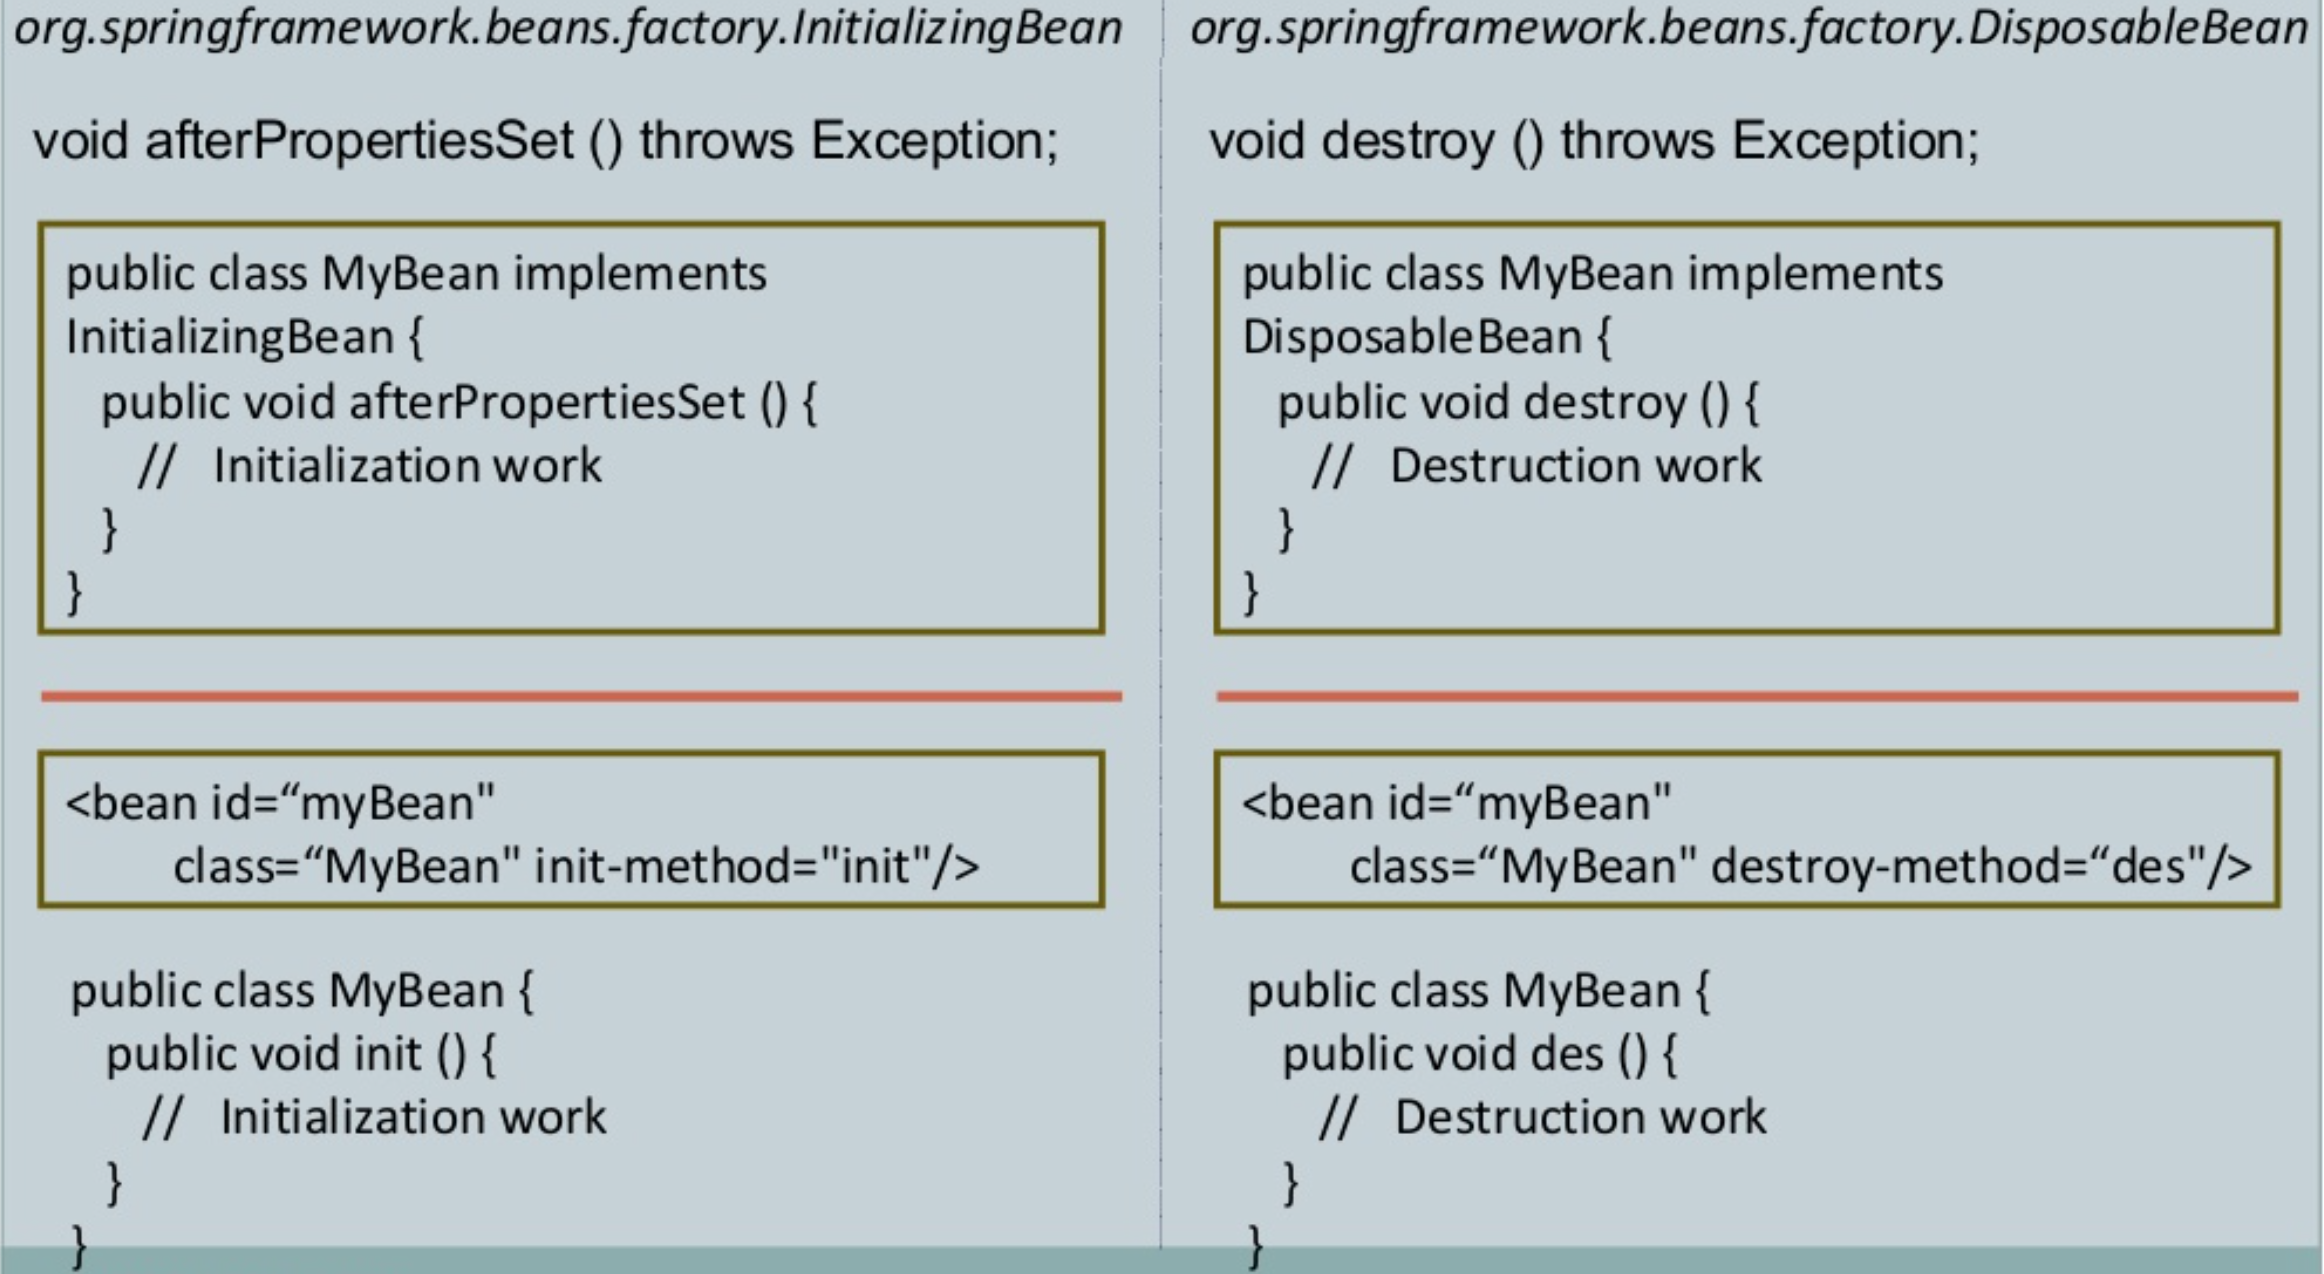 org.springframework.beans.factory.InitializingBean
void afterPropertiesSet () throws Exception;
public class MyBean implements
InitializingBean {
public void afterPropertiesSet () {
// Initialization work
}
}
<bean id=“myBean"
class=“MyBean" init-method="init"/>
public class MyBean {
public void init () {
// Initialization work
}
}
org.springframework.beans.factory.DisposableBean
void destroy () throws Exception;
public class MyBean implements
DisposableBean {
public void destroy () {
// Destruction work
}
}
<bean id=“myBean"
class=“MyBean" destroy-method=“des"/>
public class MyBean {
public void des () {
// Destruction work
}
}